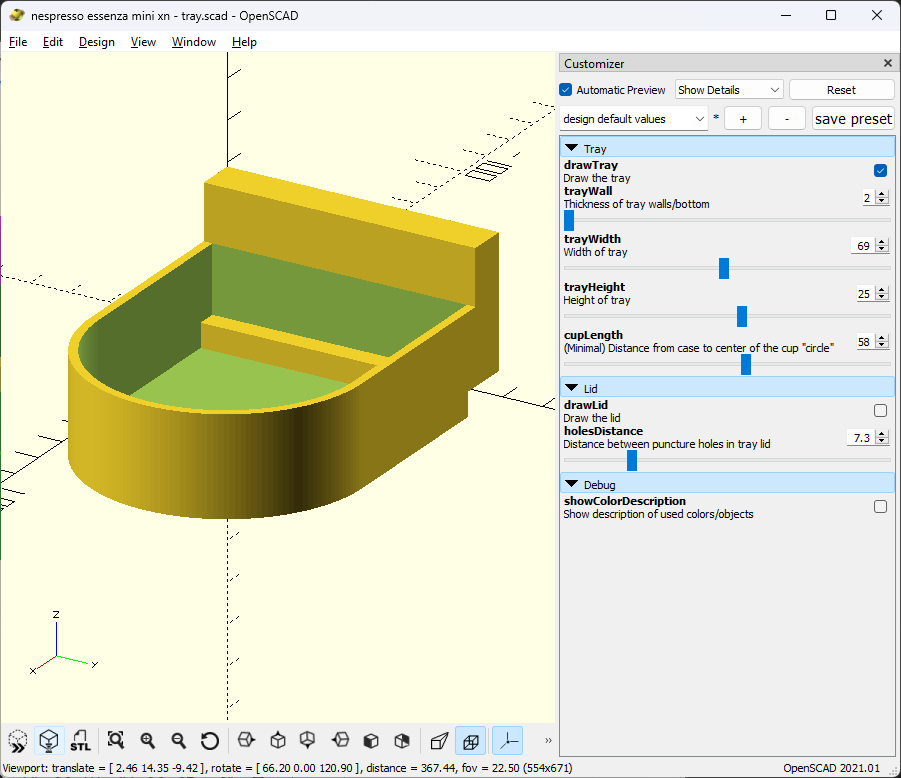 nespresso essenza mini xn - tray.scad - OpenSCAD
File Edit Design View Window Help
Customizer
Automatic Preview Show Details Reset
design default values * + - save preset
Tray
drawTray
Draw the tray
trayWall
Thickness of tray walls/bottom 2
trayWidth
Width of tray 69
trayHeight
Height of tray 25
cupLength
(Minimal) Distance from case to center of the cup "circle" 58
Lid
drawLid
Draw the lid
holesDistance
Distance between puncture holes in tray lid 7.3
Debug
showColorDescription
Show description of used colors/objects
Z
X Y
STL
»
Viewport: translate = [ 2.46 14.35 -9.42 ], rotate = [ 66.20 0.00 120.90 ], distance = 367.44, fov = 22.50 (554x671) OpenSCAD 2021.01